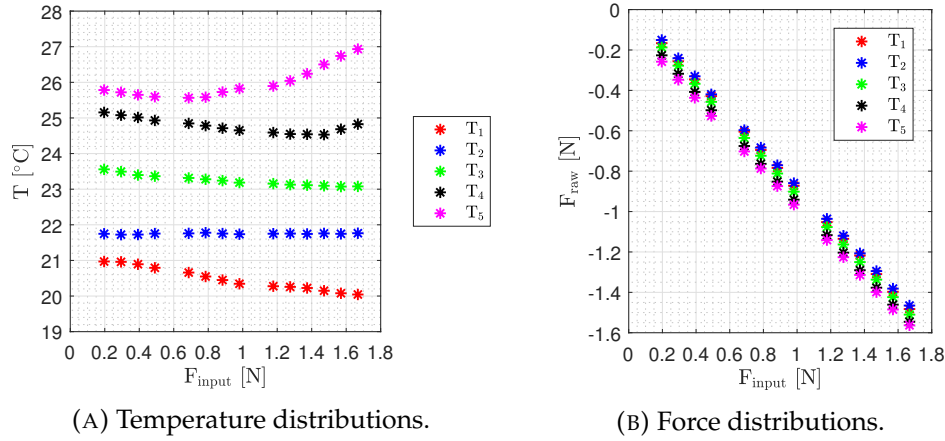 28
27
26
25
24
23
22
21
20
19
T [°C]
0 0.2 0.4 0.6 0.8 1 1.2 1.4 1.6 1.8
F_input [N]
T_1
T_2
T_3
T_4
T_5
(A) Temperature distributions.
0
-0.2
-0.4
-0.6
-0.8
-1
-1.2
-1.4
-1.6
F_raw [N]
0 0.2 0.4 0.6 0.8 1 1.2 1.4 1.6 1.8
F_input [N]
T_1
T_2
T_3
T_4
T_5
(B) Force distributions.